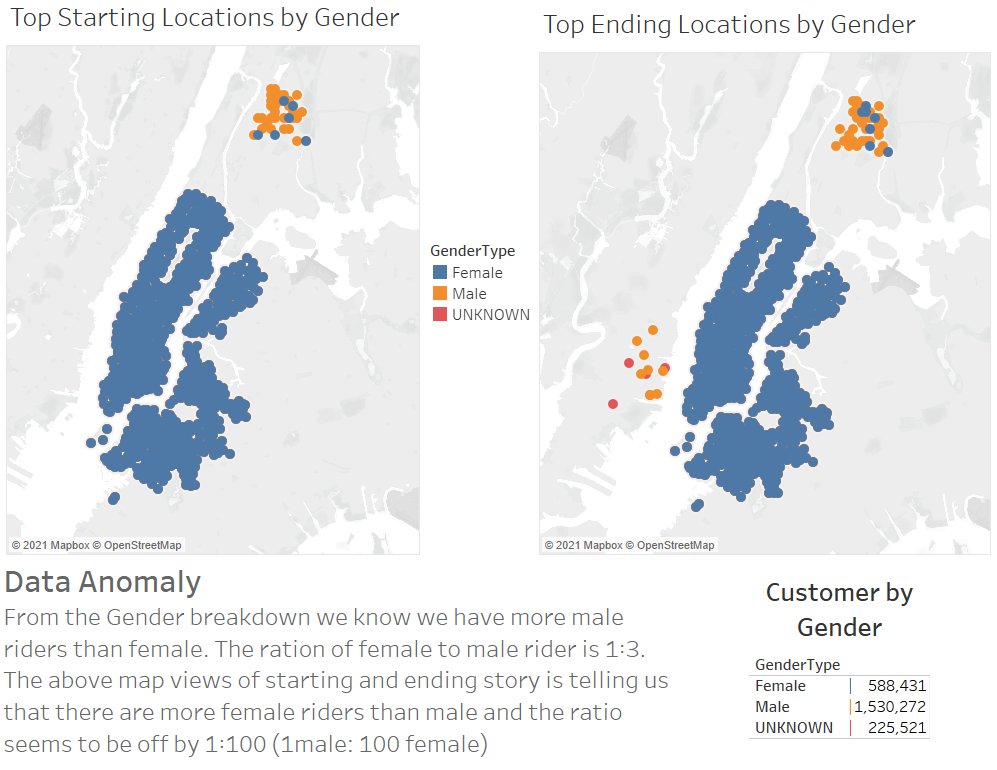 Top Starting Locations by Gender
Top Ending Locations by Gender
GenderType
Female
Male
UNKNOWN
© 2021 Mapbox © OpenStreetMap
© 2021 Mapbox © OpenStreetMap
Data Anomaly
From the Gender breakdown we know we have more male
riders than female. The ration of female to male rider is 1:3.
The above map views of starting and ending story is telling us
that there are more female riders than male and the ratio
seems to be off by 1:100 (1male: 100 female)
Customer by
Gender
GenderType
Female 588,431
Male 1,530,272
UNKNOWN 225,521